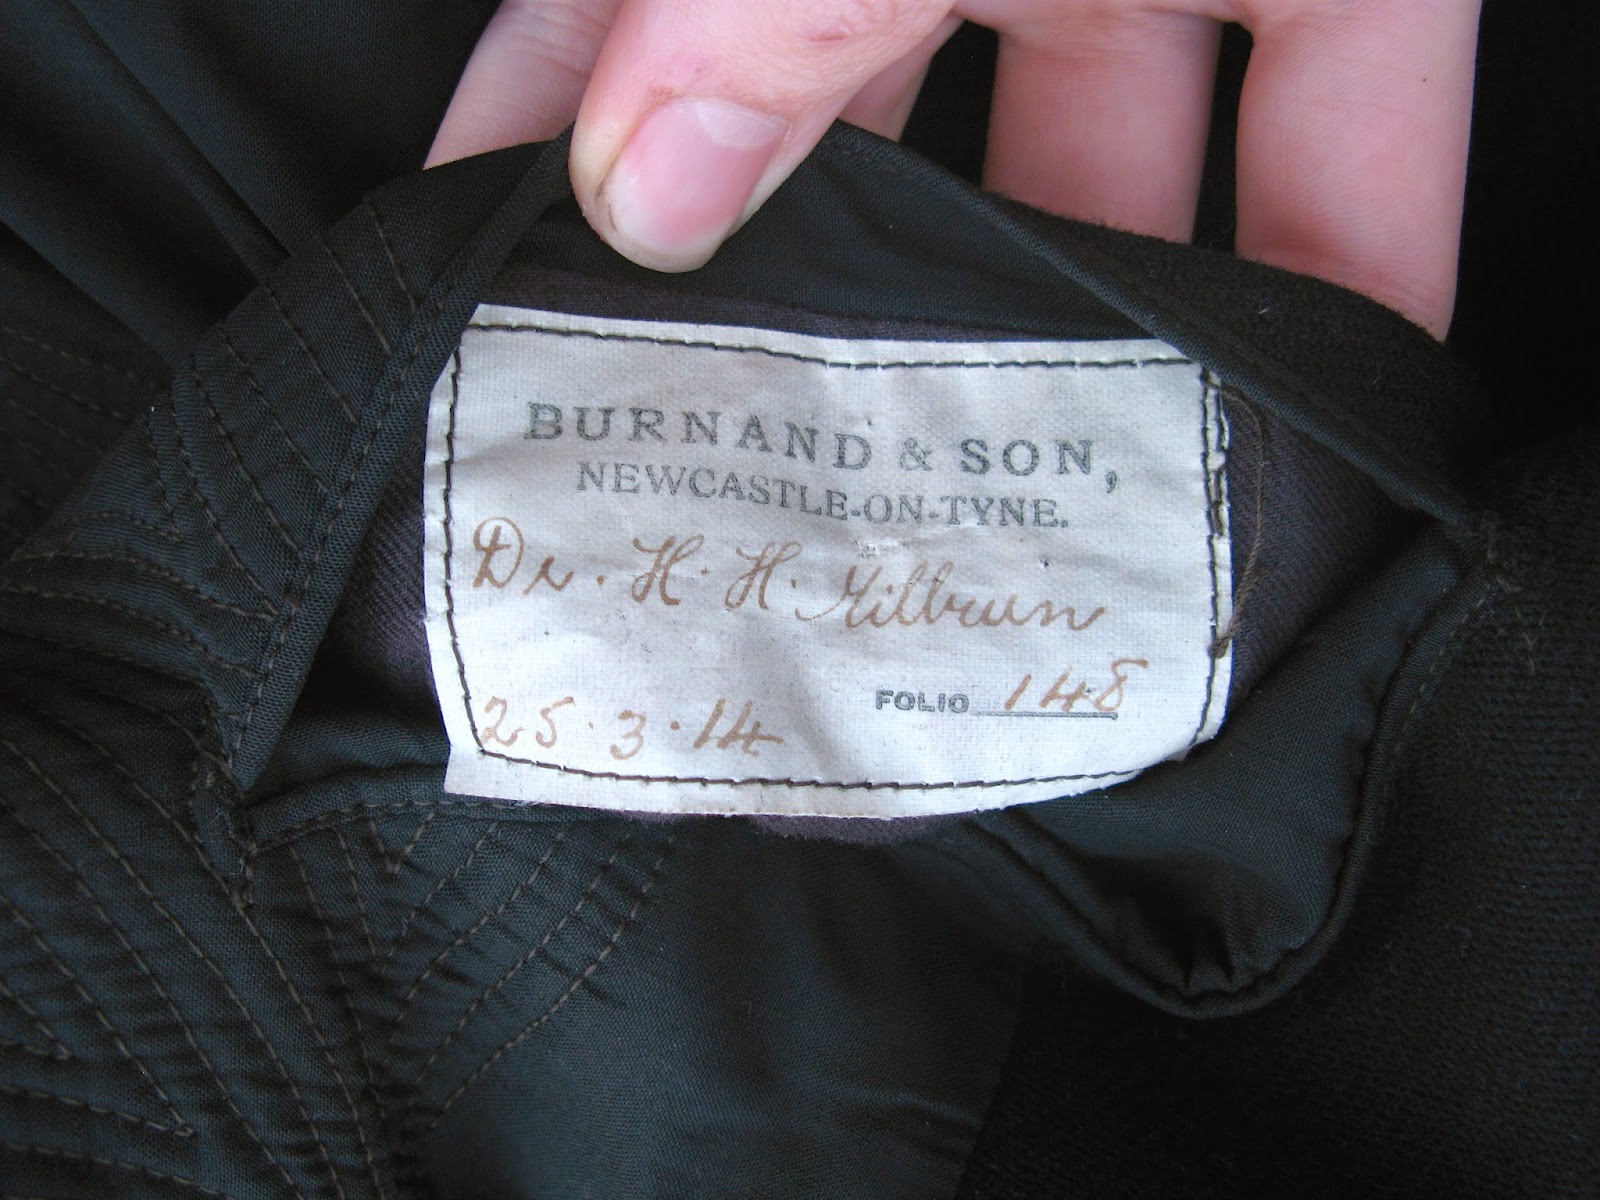 BURNAND & SON,
NEWCASTLE-ON-TYNE.
Dr. H. H. Milburn
FOLIO 148
25.3.14